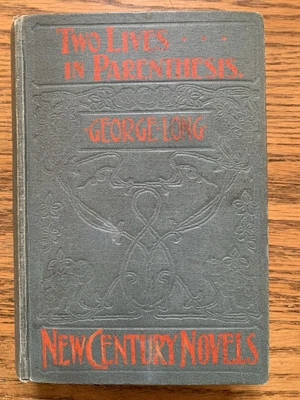 TWO LIVES - - -
IN PARENTHESIS.
GEORGE·LONG
NEW CENTURY NOVELS